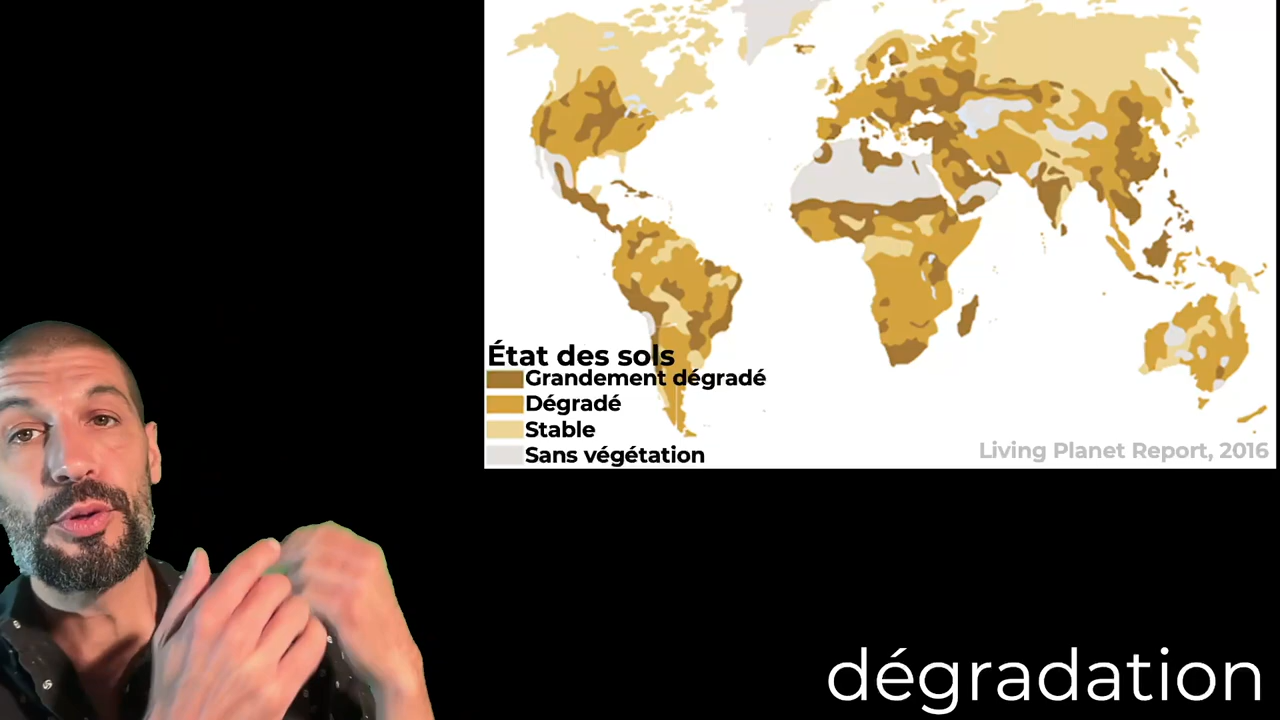 État des sols
Grandement dégradé
Dégradé
Stable
Sans végétation
Living Planet Report, 2016
dégradation